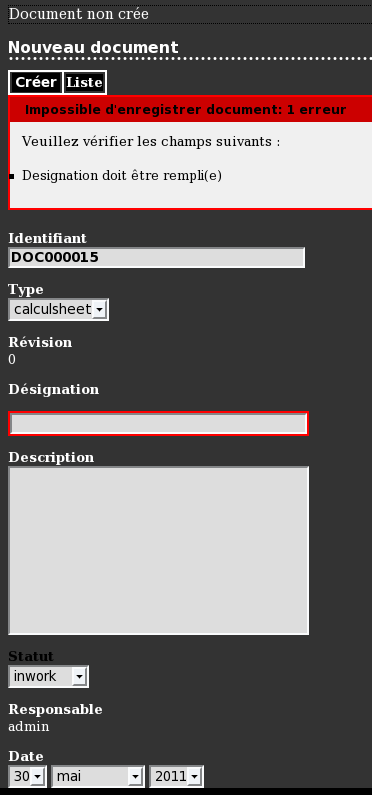 Document non crée
Nouveau document
Créer Liste
Impossible d'enregistrer document: 1 erreur
Veuillez vérifier les champs suivants :
Designation doit être rempli(e)
Identifiant
DOC000015
Type
calculsheet
Révision
0
Désignation
Description
Statut
inwork
Responsable
admin
Date
30 mai 2011